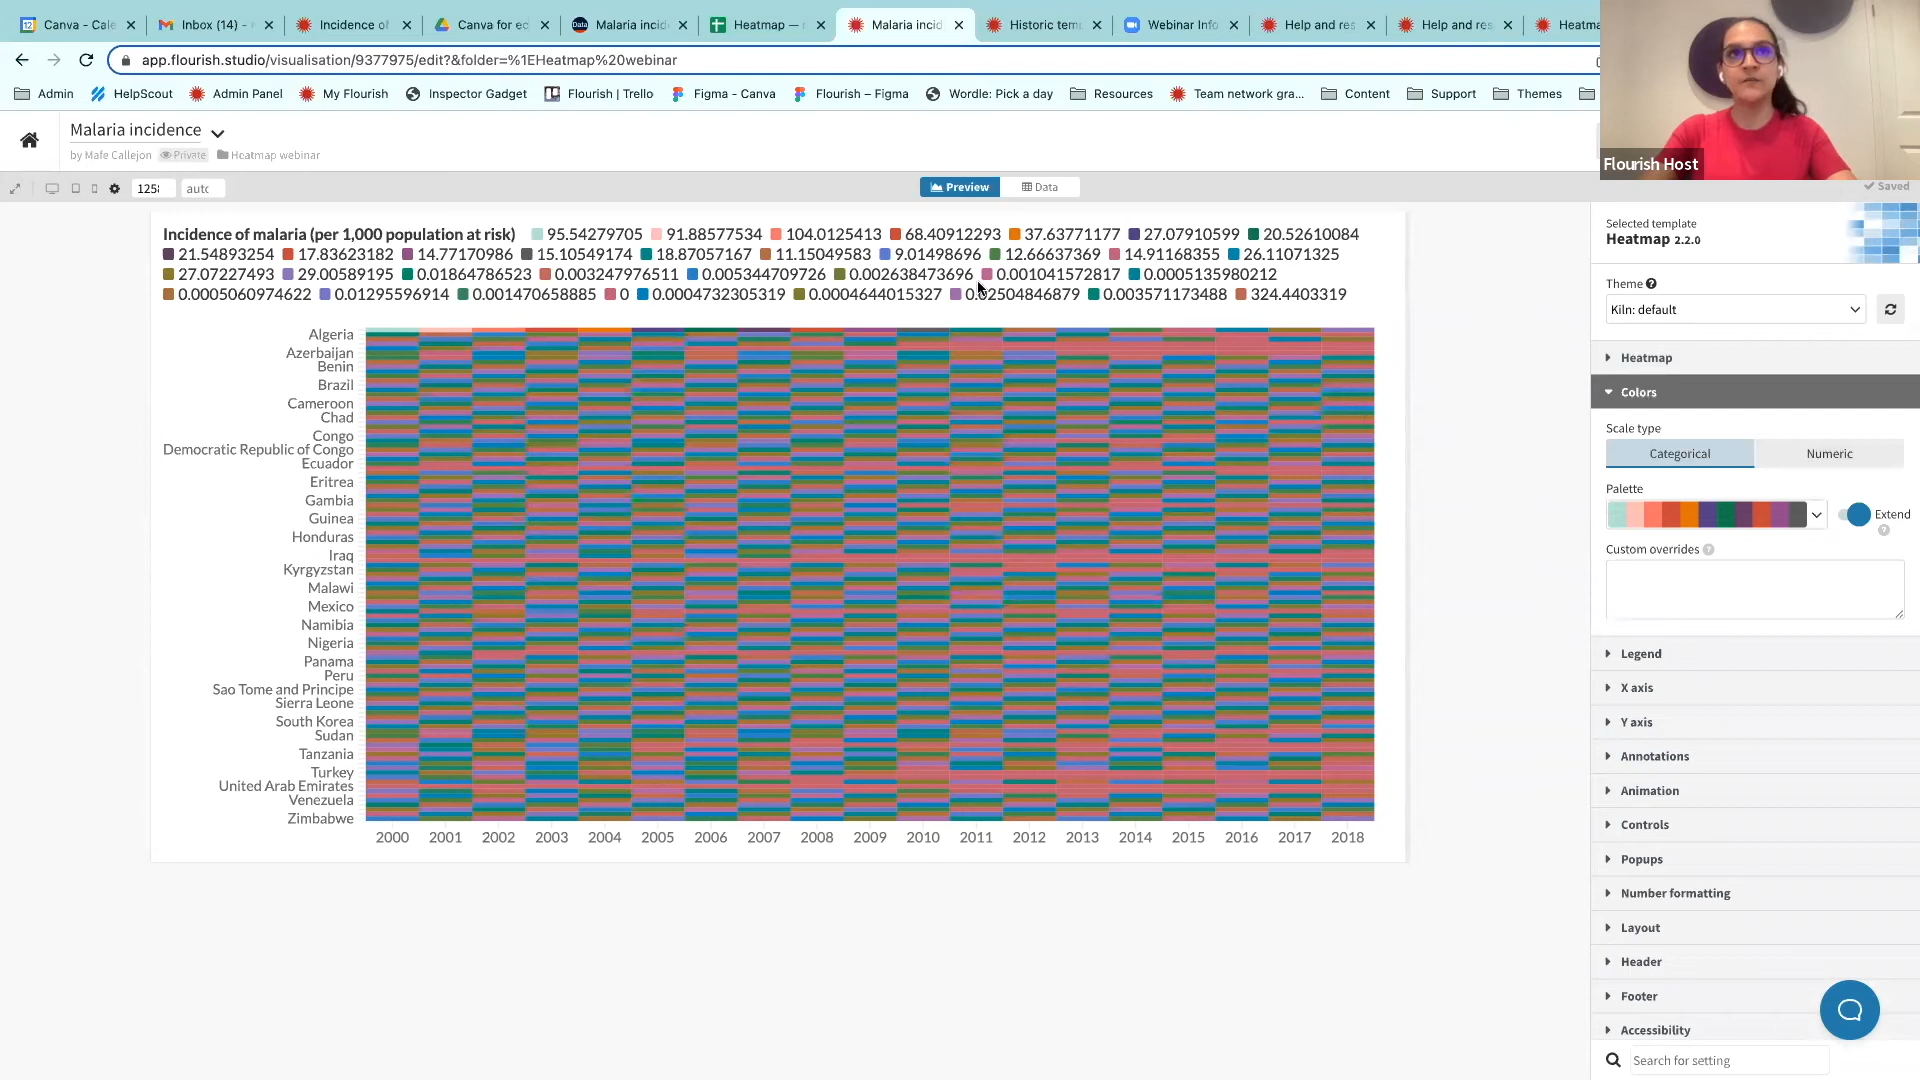 Canva - Cale
Inbox (14) -
Incidence of
Canva for ec
Malaria incid
Heatmap —
Malaria incid
Historic tem
Webinar Info
Help and res
Help and res
Heatma
app.flourish.studio/visualisation/9377975/edit?&folder=%1EHeatmap%20webinar
Admin
HelpScout
Admin Panel
My Flourish
Inspector Gadget
Flourish | Trello
Figma - Canva
Flourish – Figma
Wordle: Pick a day
Resources
Team network gra...
Content
Support
Themes
Flourish Host
Malaria incidence
by Mafe Callejon Private Heatmap webinar
125
auto
Preview
Data
Saved
Incidence of malaria (per 1,000 population at risk) 95.54279705 91.88577534 104.0125413 68.40912293 37.63771177 27.07910599 20.52610084
21.54893254 17.83623182 14.77170986 15.10549174 18.87057167 11.15049583 9.01498696 12.66637369 14.91168355 26.11071325
27.07227493 29.00589195 0.01864786523 0.003247976511 0.005344709726 0.002638473696 0.001041572817 0.0005135980212
0.0005060974622 0.01295596914 0.001470658885 0 0.0004732305319 0.0004644015327 0.02504846879 0.003571173488 324.4403319
Algeria
Azerbaijan
Benin
Brazil
Cameroon
Chad
Congo
Democratic Republic of Congo
Ecuador
Eritrea
Gambia
Guinea
Honduras
Iraq
Kyrgyzstan
Malawi
Mexico
Namibia
Nigeria
Panama
Peru
Sao Tome and Principe
Sierra Leone
South Korea
Sudan
Tanzania
Turkey
United Arab Emirates
Venezuela
Zimbabwe
2000 2001 2002 2003 2004 2005 2006 2007 2008 2009 2010 2011 2012 2013 2014 2015 2016 2017 2018
Selected template
Heatmap 2.2.0
Theme
Kiln: default
Heatmap
Colors
Scale type
Categorical
Numeric
Palette
Extend
Custom overrides
Legend
X axis
Y axis
Annotations
Animation
Controls
Popups
Number formatting
Layout
Header
Footer
Accessibility
Search for setting